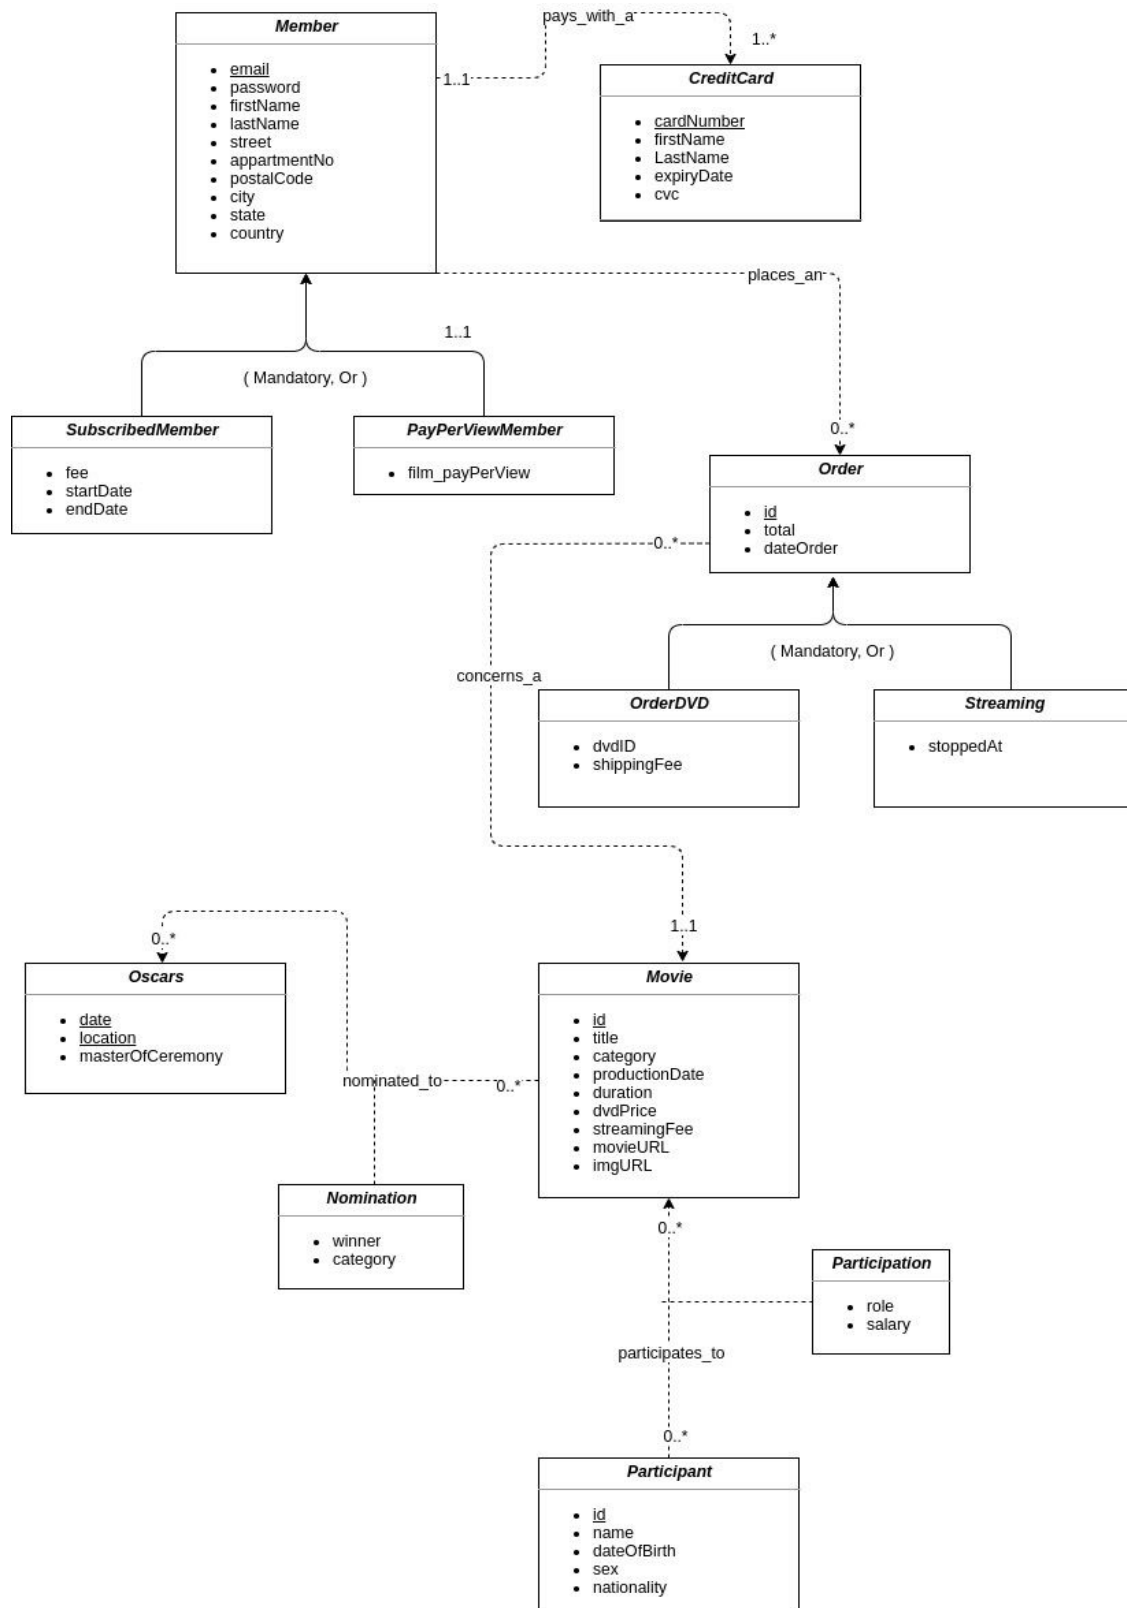 pays_with_a
Member
1..*
1..1
CreditCard
email
password
firstName
lastName
street
appartmentNo
postalCode
city
state
country
cardNumber
firstName
LastName
expiryDate
cvc
places_an
1..1
( Mandatory, Or )
SubscribedMember
fee
startDate
endDate
PayPerViewMember
film_payPerView
0..*
Order
id
total
dateOrder
0..*
( Mandatory, Or )
concerns_a
OrderDVD
dvdID
shippingFee
Streaming
stoppedAt
1..1
0..*
Oscars
date
location
masterOfCeremony
Movie
id
title
category
productionDate
duration
dvdPrice
streamingFee
movieURL
imgURL
nominated_to
0..*
Nomination
winner
category
0..*
Participation
role
salary
participates_to
0..*
Participant
id
name
dateOfBirth
sex
nationality